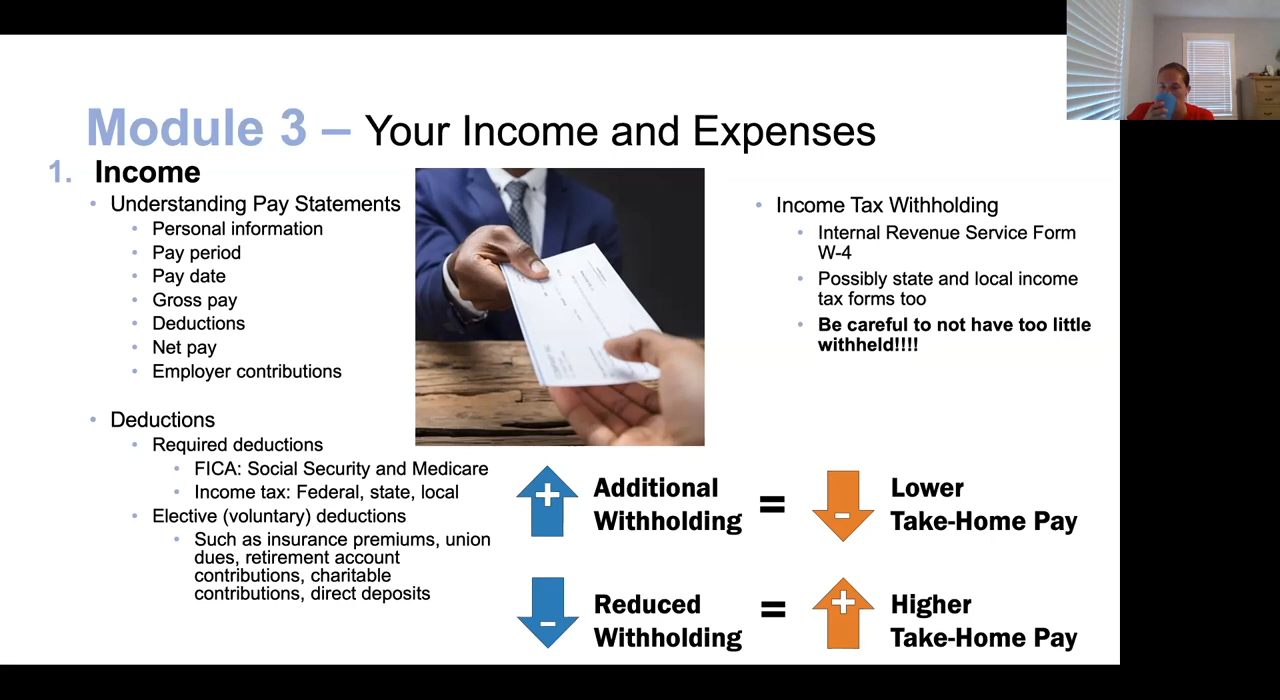 Module 3 – Your Income and Expenses
1. Income
• Understanding Pay Statements
• Personal information
• Pay period
• Pay date
• Gross pay
• Deductions
• Net pay
• Employer contributions
• Deductions
• Required deductions
• FICA: Social Security and Medicare
• Income tax: Federal, state, local
• Elective (voluntary) deductions
• Such as insurance premiums, union
dues, retirement account
contributions, charitable
contributions, direct deposits
• Income Tax Withholding
• Internal Revenue Service Form
W-4
• Possibly state and local income
tax forms too
• Be careful to not have too little
withheld!!!!
+ Additional
Withholding
=
- Lower
Take-Home Pay
- Reduced
Withholding
=
+ Higher
Take-Home Pay